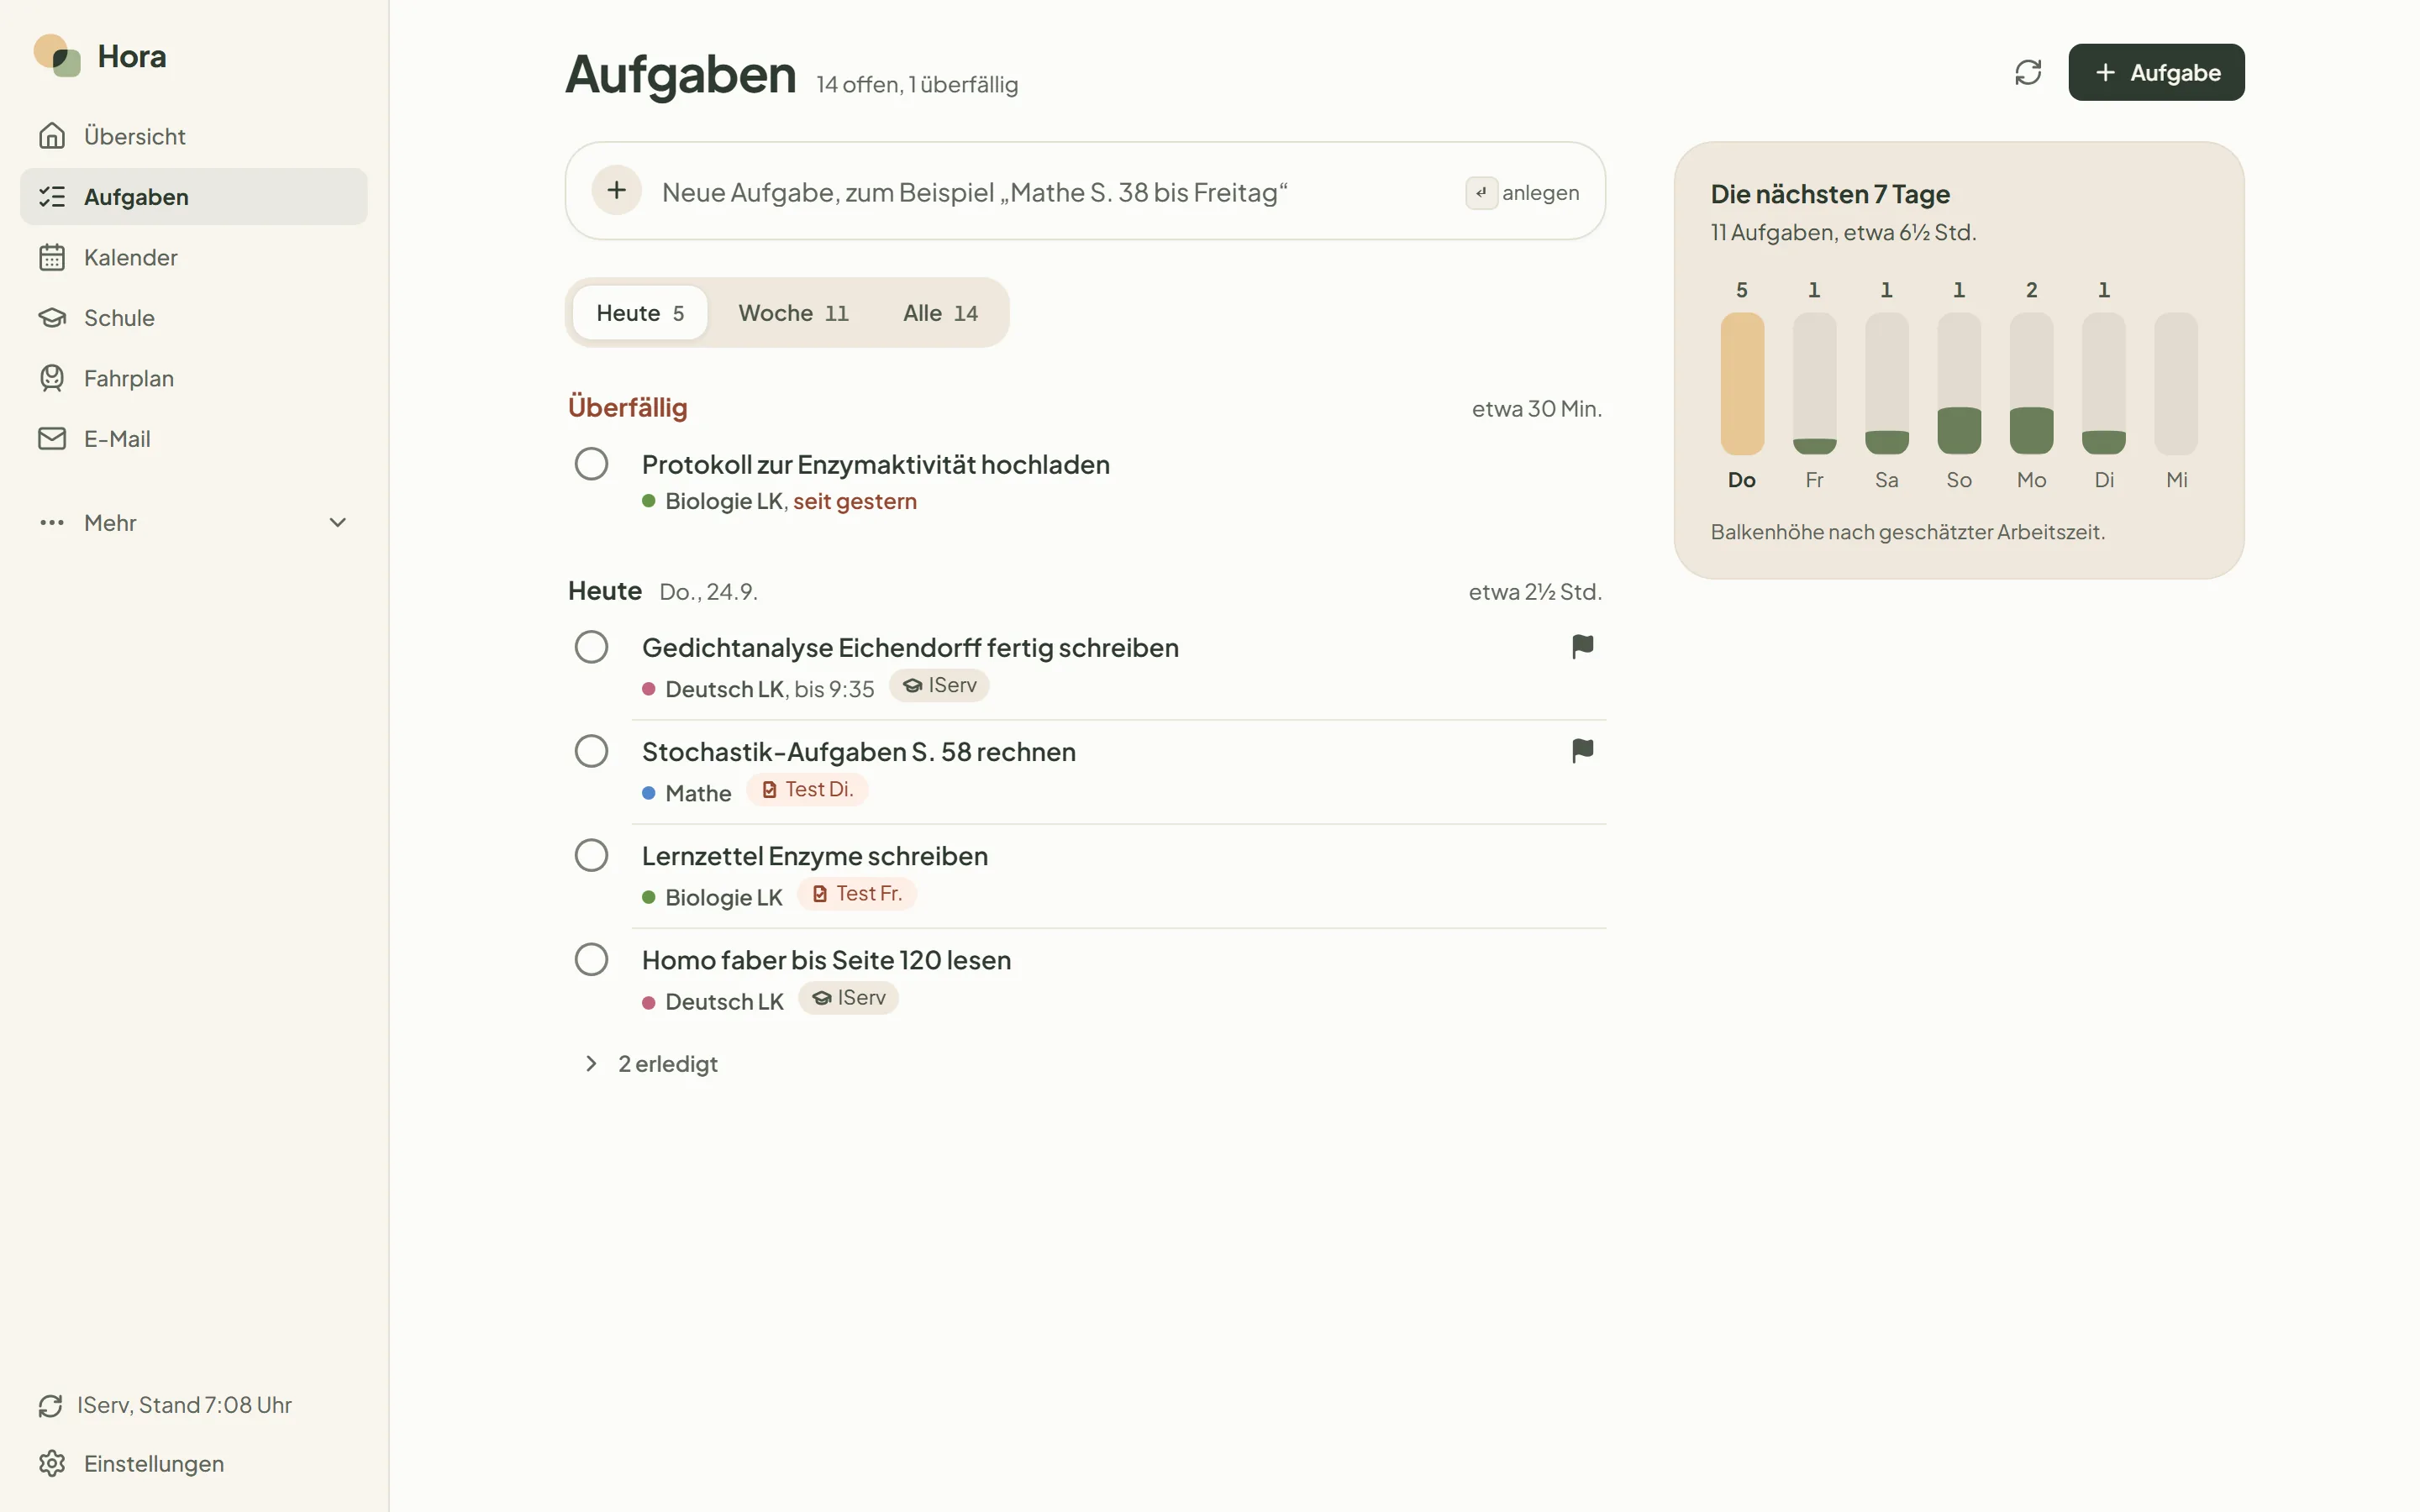 Hora
Übersicht
Aufgaben
Kalender
Schule
Fahrplan
E-Mail
Mehr
IServ, Stand 7:08 Uhr
Einstellungen
Aufgaben 14 offen, 1 überfällig
Aufgabe
Neue Aufgabe, zum Beispiel „Mathe S. 38 bis Freitag“ ↵ anlegen
Heute 5 Woche 11 Alle 14
Überfällig etwa 30 Min.
Protokoll zur Enzymaktivität hochladen
Biologie LK, seit gestern
Heute Do., 24.9. etwa 2½ Std.
Gedichtanalyse Eichendorff fertig schreiben
Deutsch LK, bis 9:35 IServ
Stochastik-Aufgaben S. 58 rechnen
Mathe Test Di.
Lernzettel Enzyme schreiben
Biologie LK Test Fr.
Homo faber bis Seite 120 lesen
Deutsch LK IServ
2 erledigt
Die nächsten 7 Tage
11 Aufgaben, etwa 6½ Std.
5 1 1 1 2 1
Do Fr Sa So Mo Di Mi
Balkenhöhe nach geschätzter Arbeitszeit.